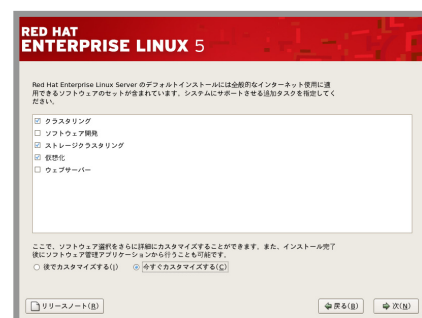 RED HAT
ENTERPRISE LINUX 5
Red Hat Enterprise Linux Server のデフォルトインストールには全般的なインターネット使用に適
用できるソフトウェアのセットが含まれています。システムにサポートさせる追加タスクを指定してく
ださい。
クラスタリング
ソフトウェア開発
ストレージクラスタリング
仮想化
ウェブサーバー
ここで、ソフトウェア選択をさらに詳細にカスタマイズすることができます。また、インストール完了
後にソフトウェア管理アプリケーションから行うことも可能です。
後でカスタマイズする(l) 今すぐカスタマイズする(C)
リリースノート(R) 戻る(B) 次(N)